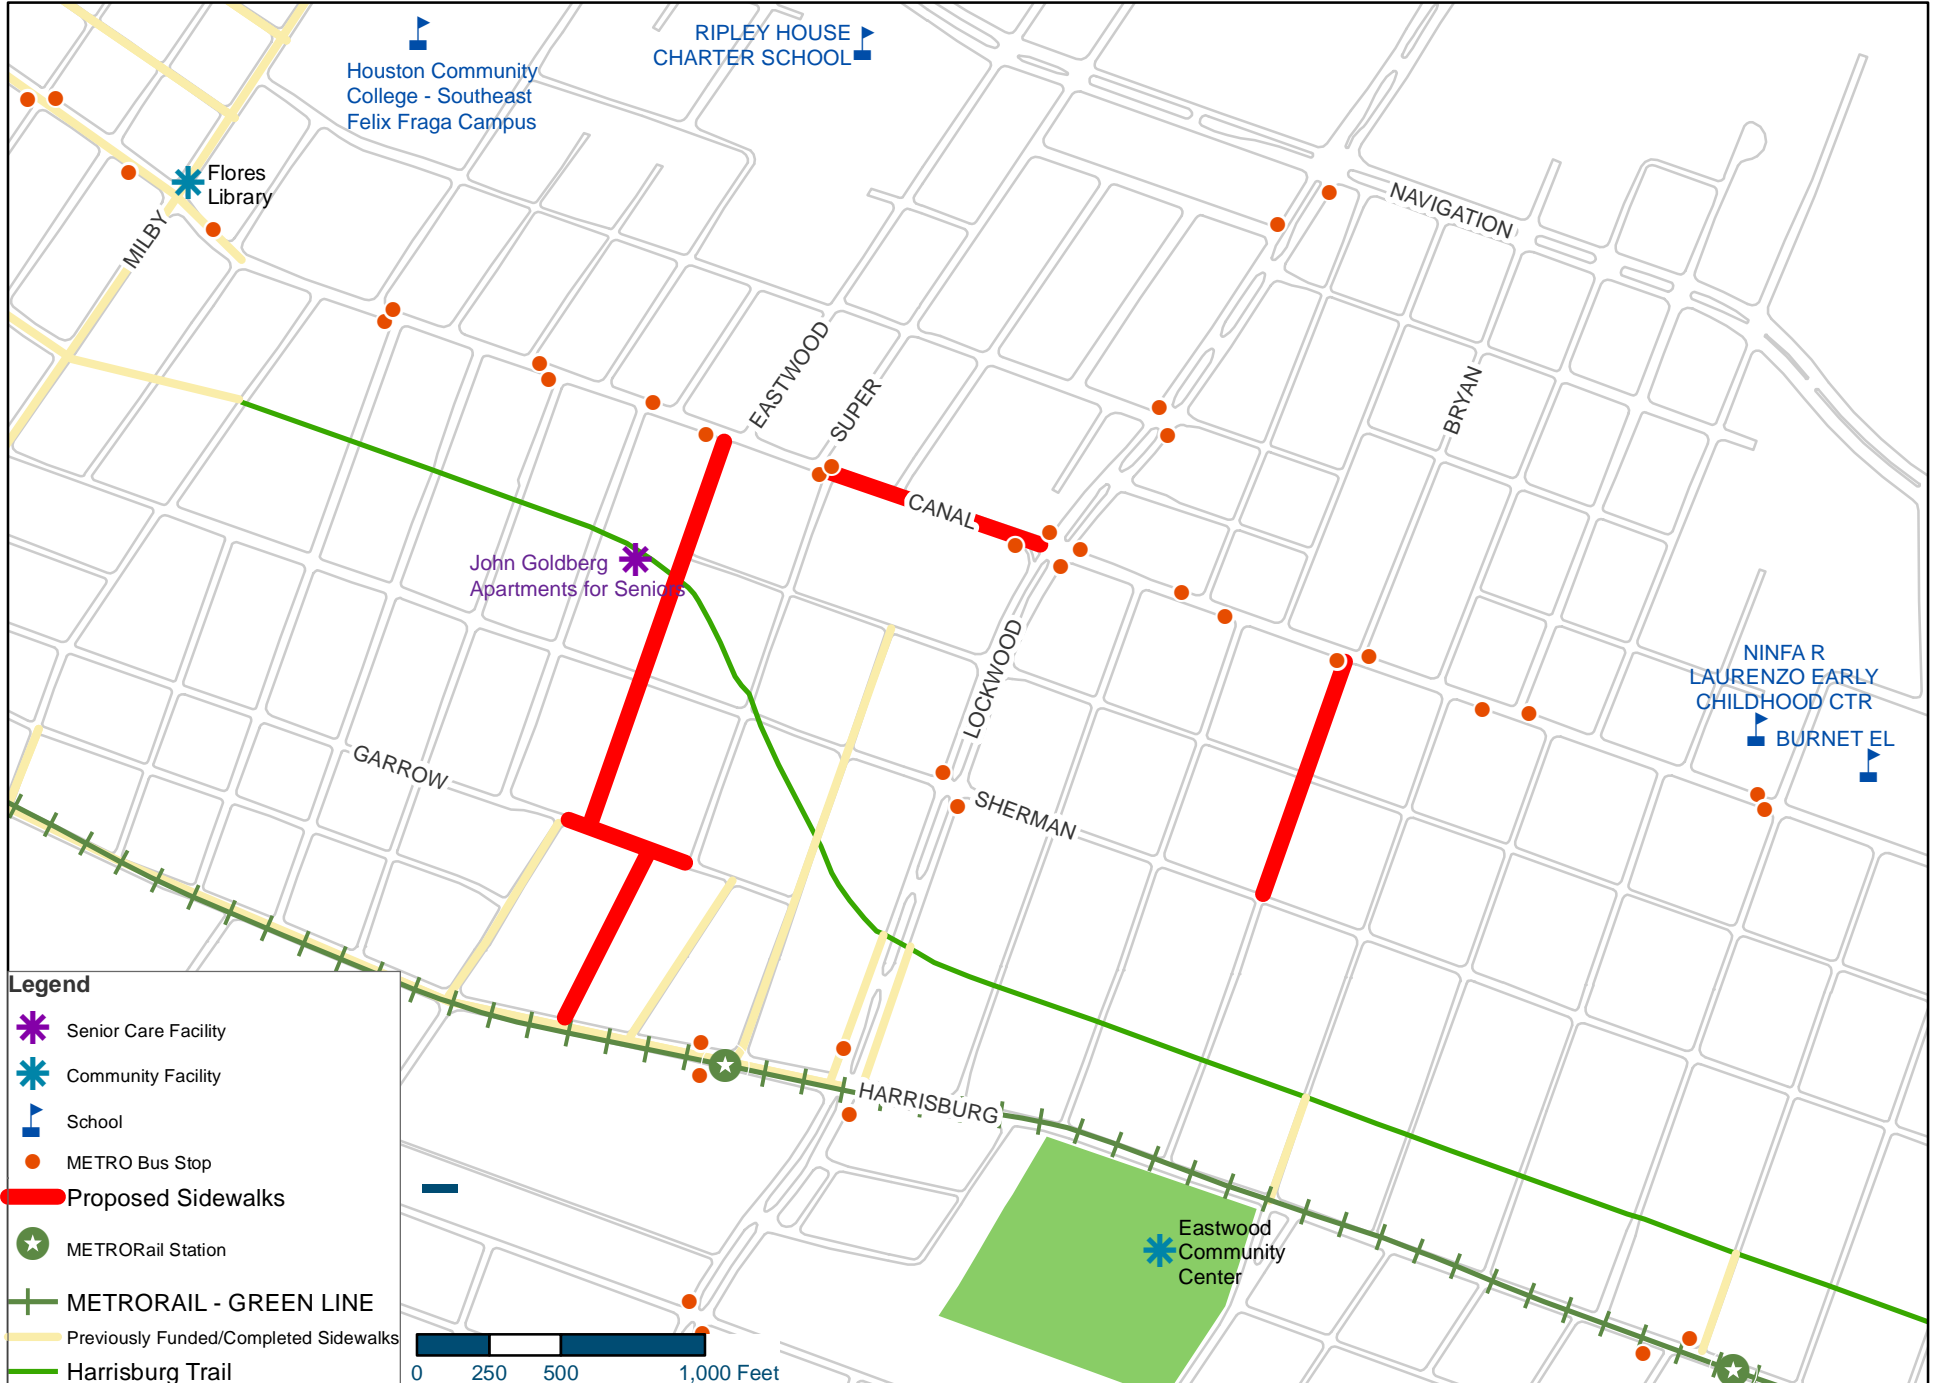 RIPLEY HOUSE
CHARTER SCHOOL
Houston Community
College - Southeast
Felix Fraga Campus
Flores
Library
MILBY
NAVIGATION
EASTWOOD
SUPER
BRYAN
CANAL
John Goldberg
Apartments for Seniors
LOCKWOOD
NINFA R
LAURENZO EARLY
CHILDHOOD CTR
BURNET EL
GARROW
SHERMAN
HARRISBURG
Eastwood
Community
Center
Legend
Senior Care Facility
Community Facility
School
METRO Bus Stop
Proposed Sidewalks
METRORail Station
METRORAIL - GREEN LINE
Previously Funded/Completed Sidewalks
Harrisburg Trail
0 250 500 1,000 Feet